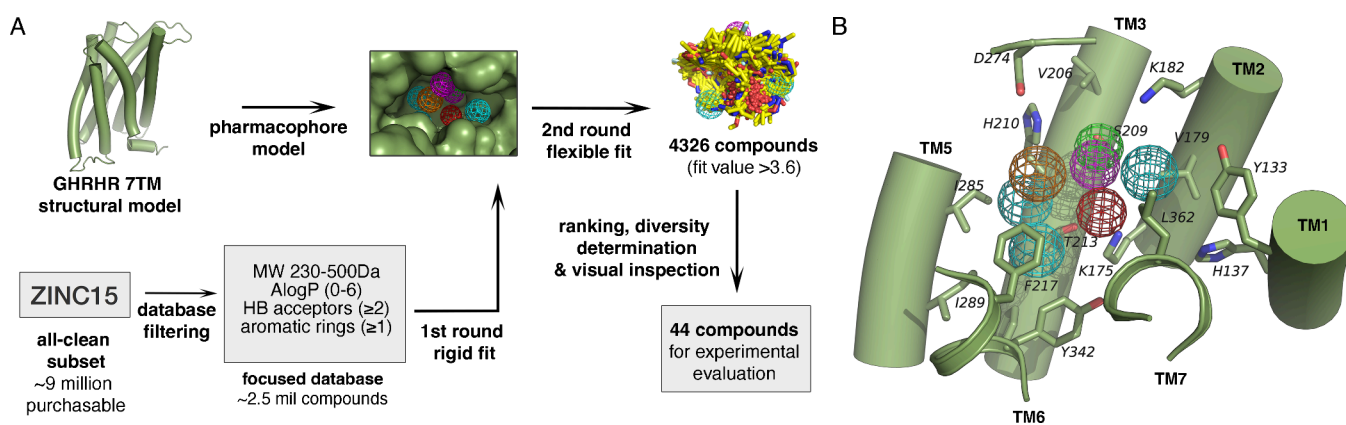 A
GHRHR 7TM
structural model
pharmacophore
model
2nd round
flexible fit
4326 compounds
(fit value >3.6)
ZINC15
all-clean
subset
~9 million
purchasable
database
filtering
MW 230-500Da
AlogP (0-6)
HB acceptors (≥2)
aromatic rings (≥1)
focused database
~2.5 mil compounds
1st round
rigid fit
ranking, diversity
determination
& visual inspection
44 compounds
for experimental
evaluation
B
TM3
D274
V206
K182
TM2
H210
S209
V179
TM5
Y133
I285
L362
TM1
T213
K175
H137
F217
I289
Y342
TM7
TM6